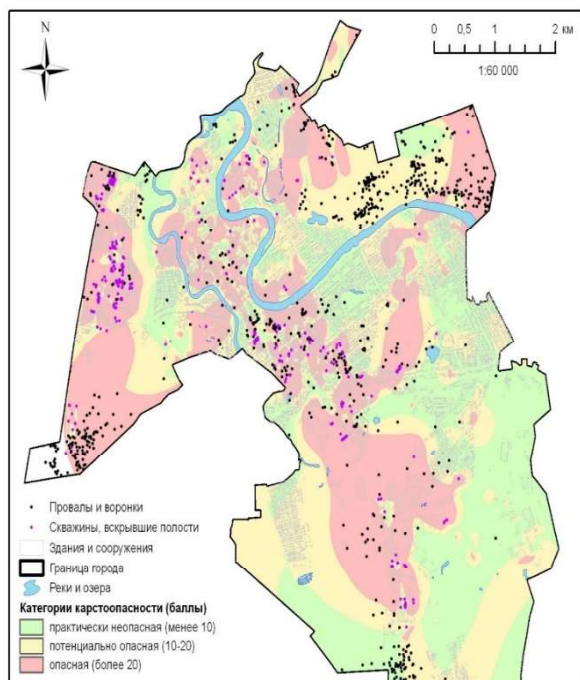 N
0 0,5 1 2 км
1:60 000
Провалы и воронки
Скважины, вскрывшие полости
Здания и сооружения
Граница города
Реки и озера
Категории карстоопасности (баллы)
практически неопасная (менее 10)
потенциально опасная (10-20)
опасная (более 20)